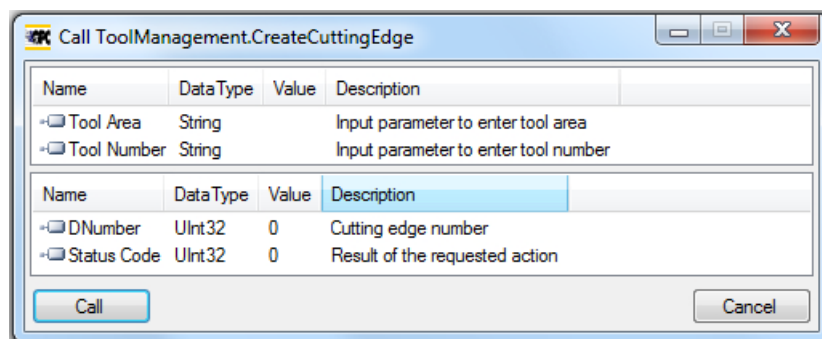 OPC Call ToolManagement.CreateCuttingEdge
Name DataType Value Description
Tool Area String Input parameter to enter tool area
Tool Number String Input parameter to enter tool number
Name DataType Value Description
DNumber UInt32 0 Cutting edge number
Status Code UInt32 0 Result of the requested action
Call Cancel